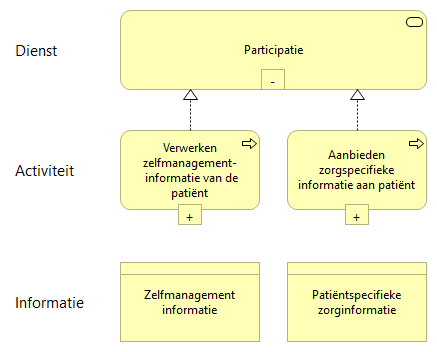 Dienst
Participatie
-
Activiteit
Verwerken
zelfmanagement-
informatie van de
patiënt
+
Aanbieden
zorgspecifieke
informatie aan patiënt
+
Informatie
Zelfmanagement
informatie
Patiëntspecifieke
zorginformatie